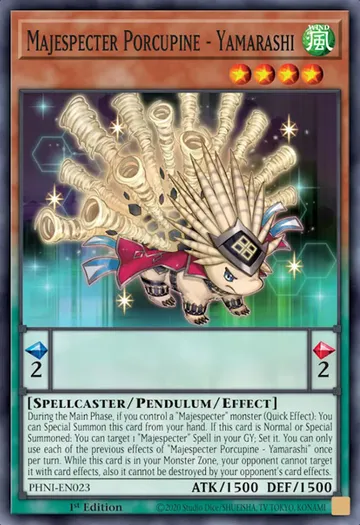 Majespecter Porcupine - Yamarashi
WIND
風
88
2
2
[Spellcaster/Pendulum/Effect]
During the Main Phase, if you control a "Majespecter" monster (Quick Effect): You
can Special Summon this card from your hand. If this card is Normal or Special
Summoned: You can target 1 "Majespecter" Spell in your GY; Set it. You can only
use each of the previous effects of "Majespecter Porcupine - Yamarashi" once
per turn. While this card is in your Monster Zone, your opponent cannot target
it with card effects, also it cannot be destroyed by your opponent's card effects.
ATK/1500 DEF/1500
PHNI-EN023
1st Edition
©2020 Studio Dice/SHUEISHA, TV TOKYO, KONAMI